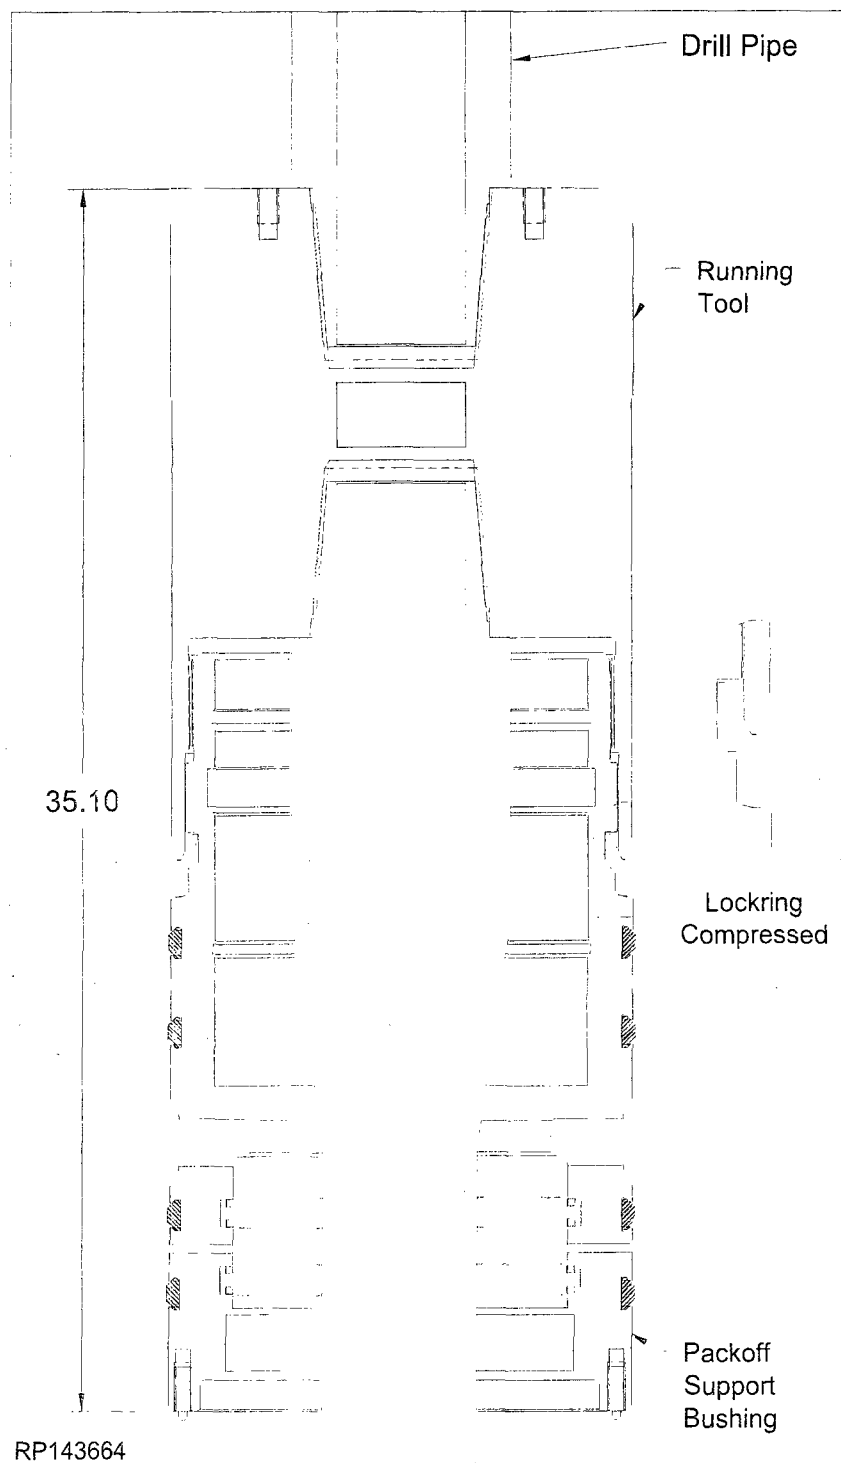 Drill Pipe
Running
Tool
35.10
Lockring
Compressed
Packoff
Support
Bushing
RP143664